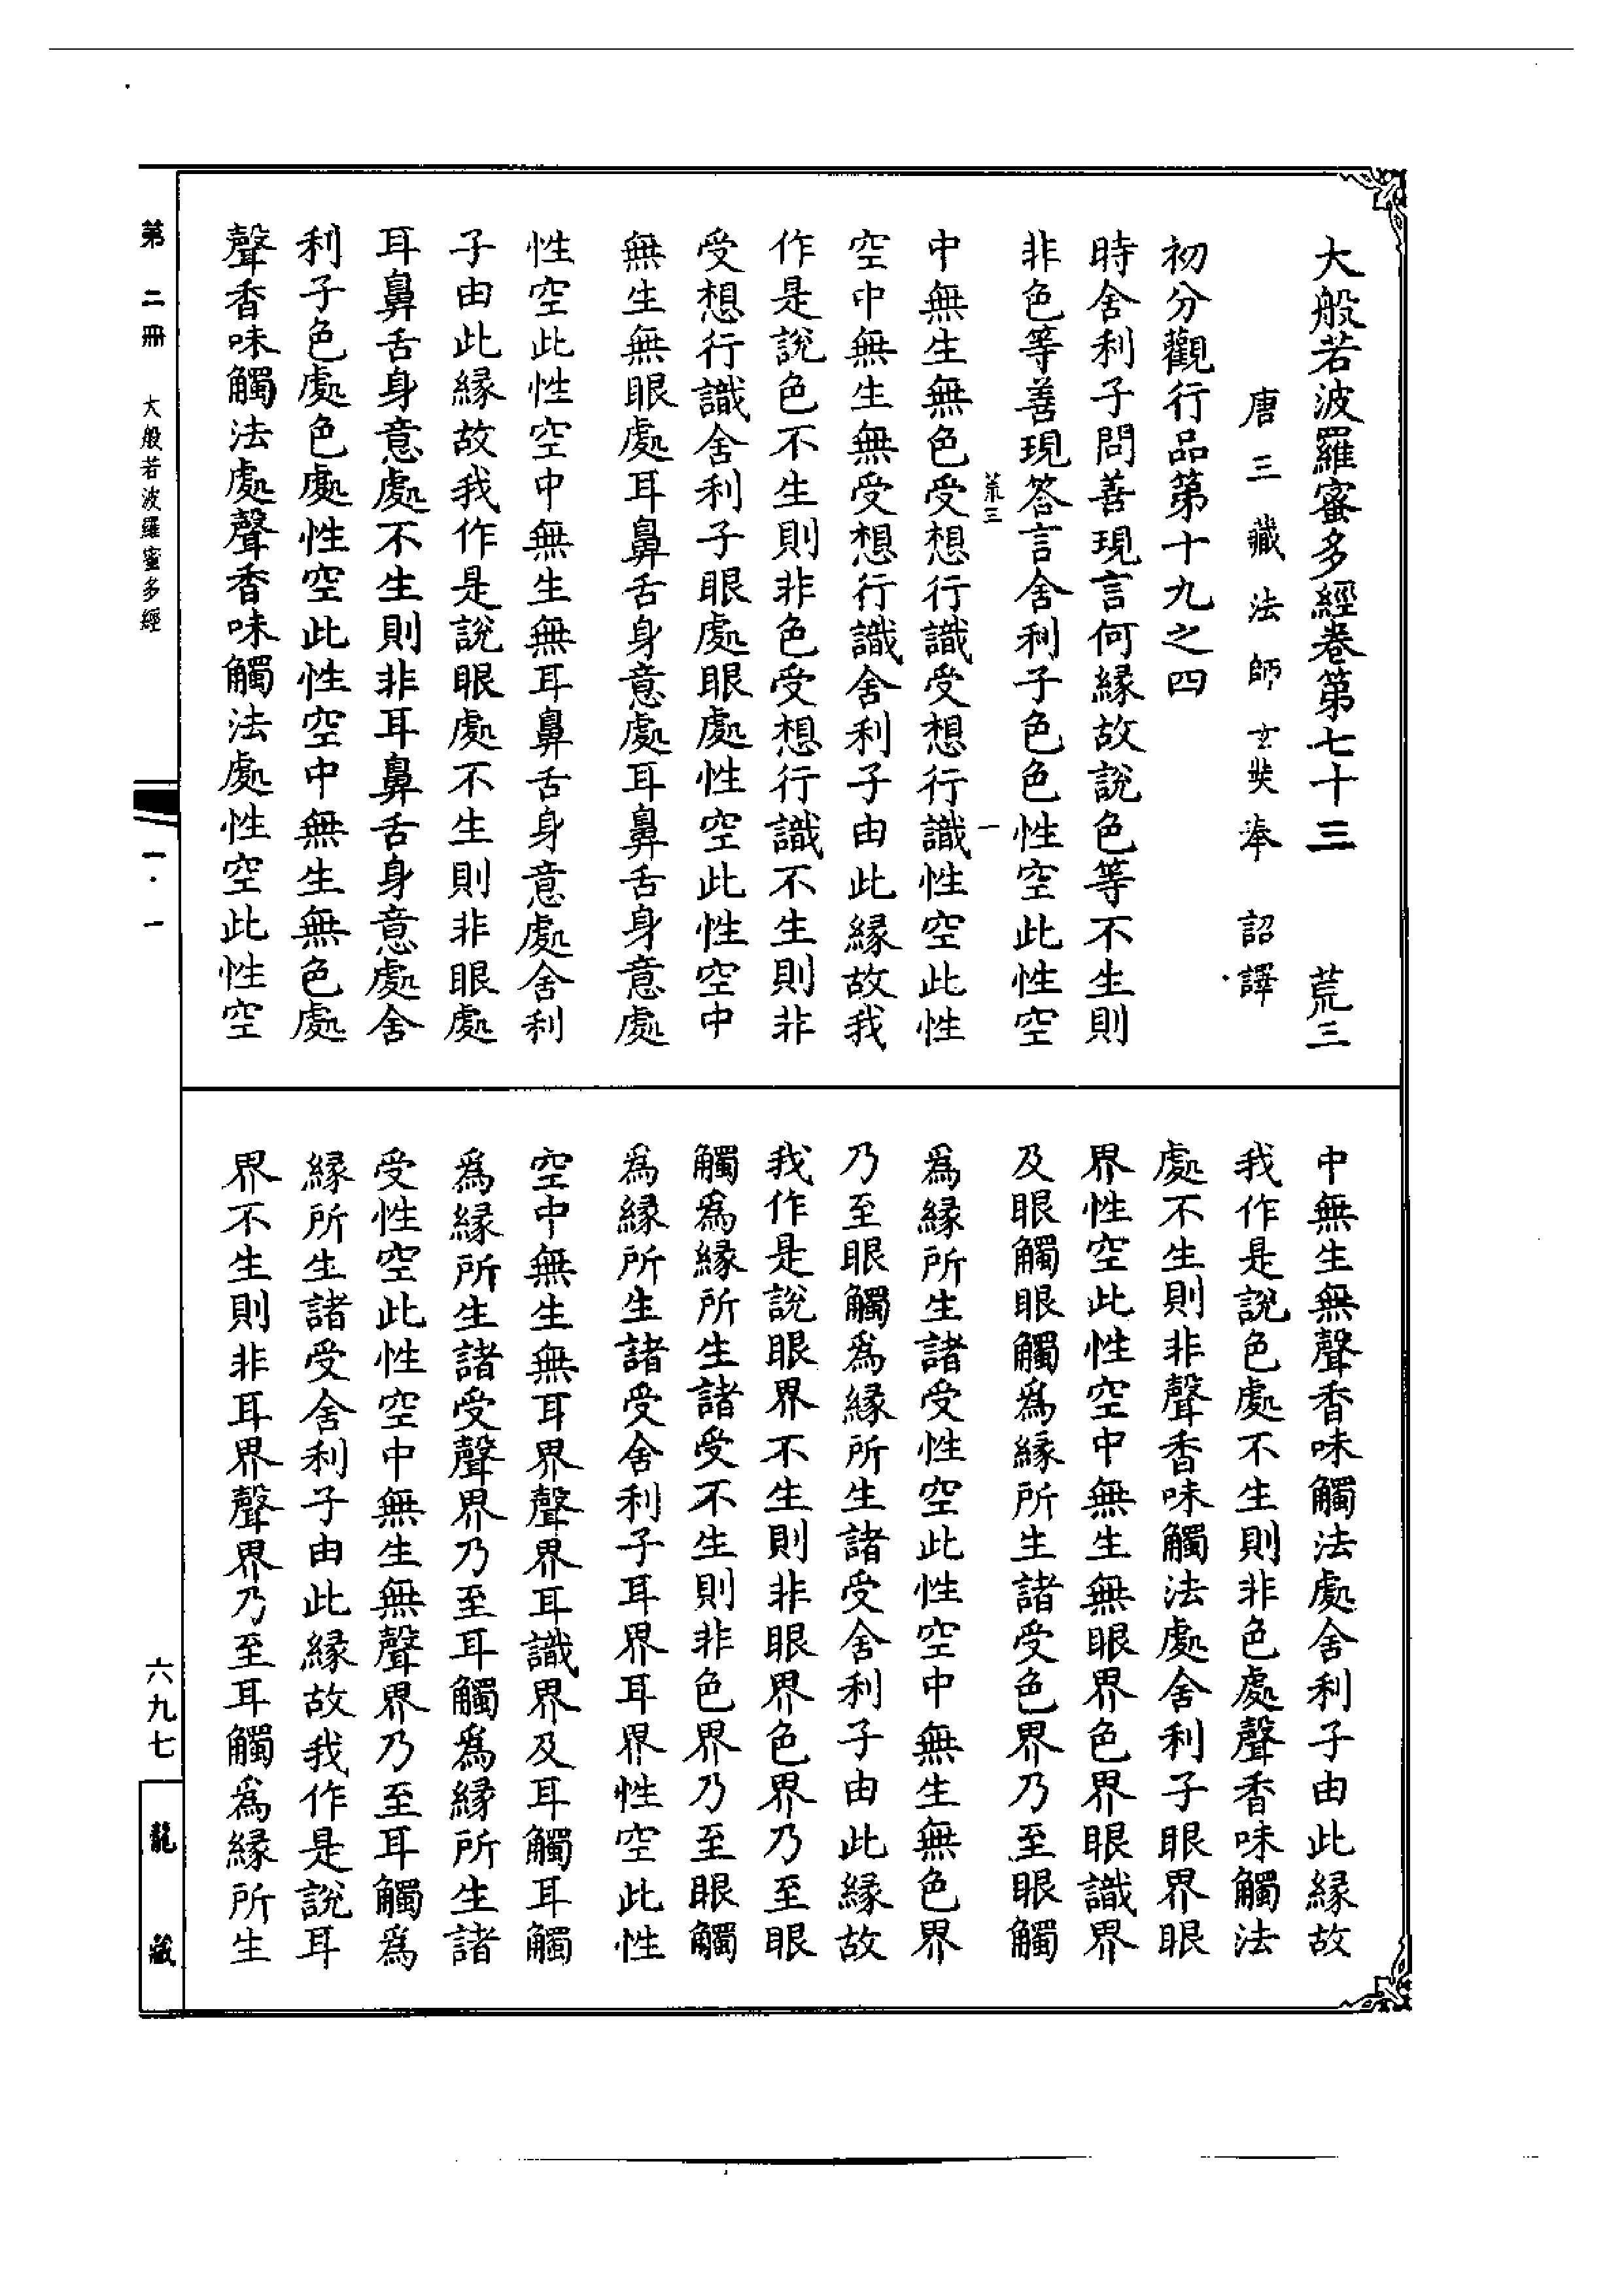 大般若波羅蜜多經卷第七十三　荒三
唐三藏法師玄奘奉　詔譯
初分觀行品第十九之四
時舍利子問善現言何緣故說色等不生則
非色等善現答言舍利子色色性空此性空
荒三　一
中無生無色受想行識受想行識性空此性
空中無生無受想行識舍利子由此緣故我
作是說色不生則非色受想行識不生則非
受想行識舍利子眼處眼處性空此性空中
無生無眼處耳鼻舌身意處耳鼻舌身意處
性空此性空中無生無耳鼻舌身意處舍利
子由此緣故我作是說眼處不生則非眼處
耳鼻舌身意處不生則非耳鼻舌身意處舍
利子色處色處性空此性空中無生無色處
聲香味觸法處聲香味觸法處性空此性空
中無生無聲香味觸法處舍利子由此緣故
我作是說色處不生則非色處聲香味觸法
處不生則非聲香味觸法處舍利子眼界眼
界性空此性空中無生無眼界色界眼識界
及眼觸眼觸為緣所生諸受色界乃至眼觸
為緣所生諸受性空此性空中無生無色界
乃至眼觸為緣所生諸受舍利子由此緣故
我作是說眼界不生則非眼界色界乃至眼
觸為緣所生諸受不生則非色界乃至眼觸
為緣所生諸受舍利子耳界耳界性空此性
空中無生無耳界聲界耳識界及耳觸耳觸
為緣所生諸受聲界乃至耳觸為緣所生諸
受性空此性空中無生無聲界乃至耳觸為
緣所生諸受舍利子由此緣故我作是說耳
界不生則非耳界聲界乃至耳觸為緣所生
第二冊　大般若波羅蜜多經　一·一　六九七　龍藏